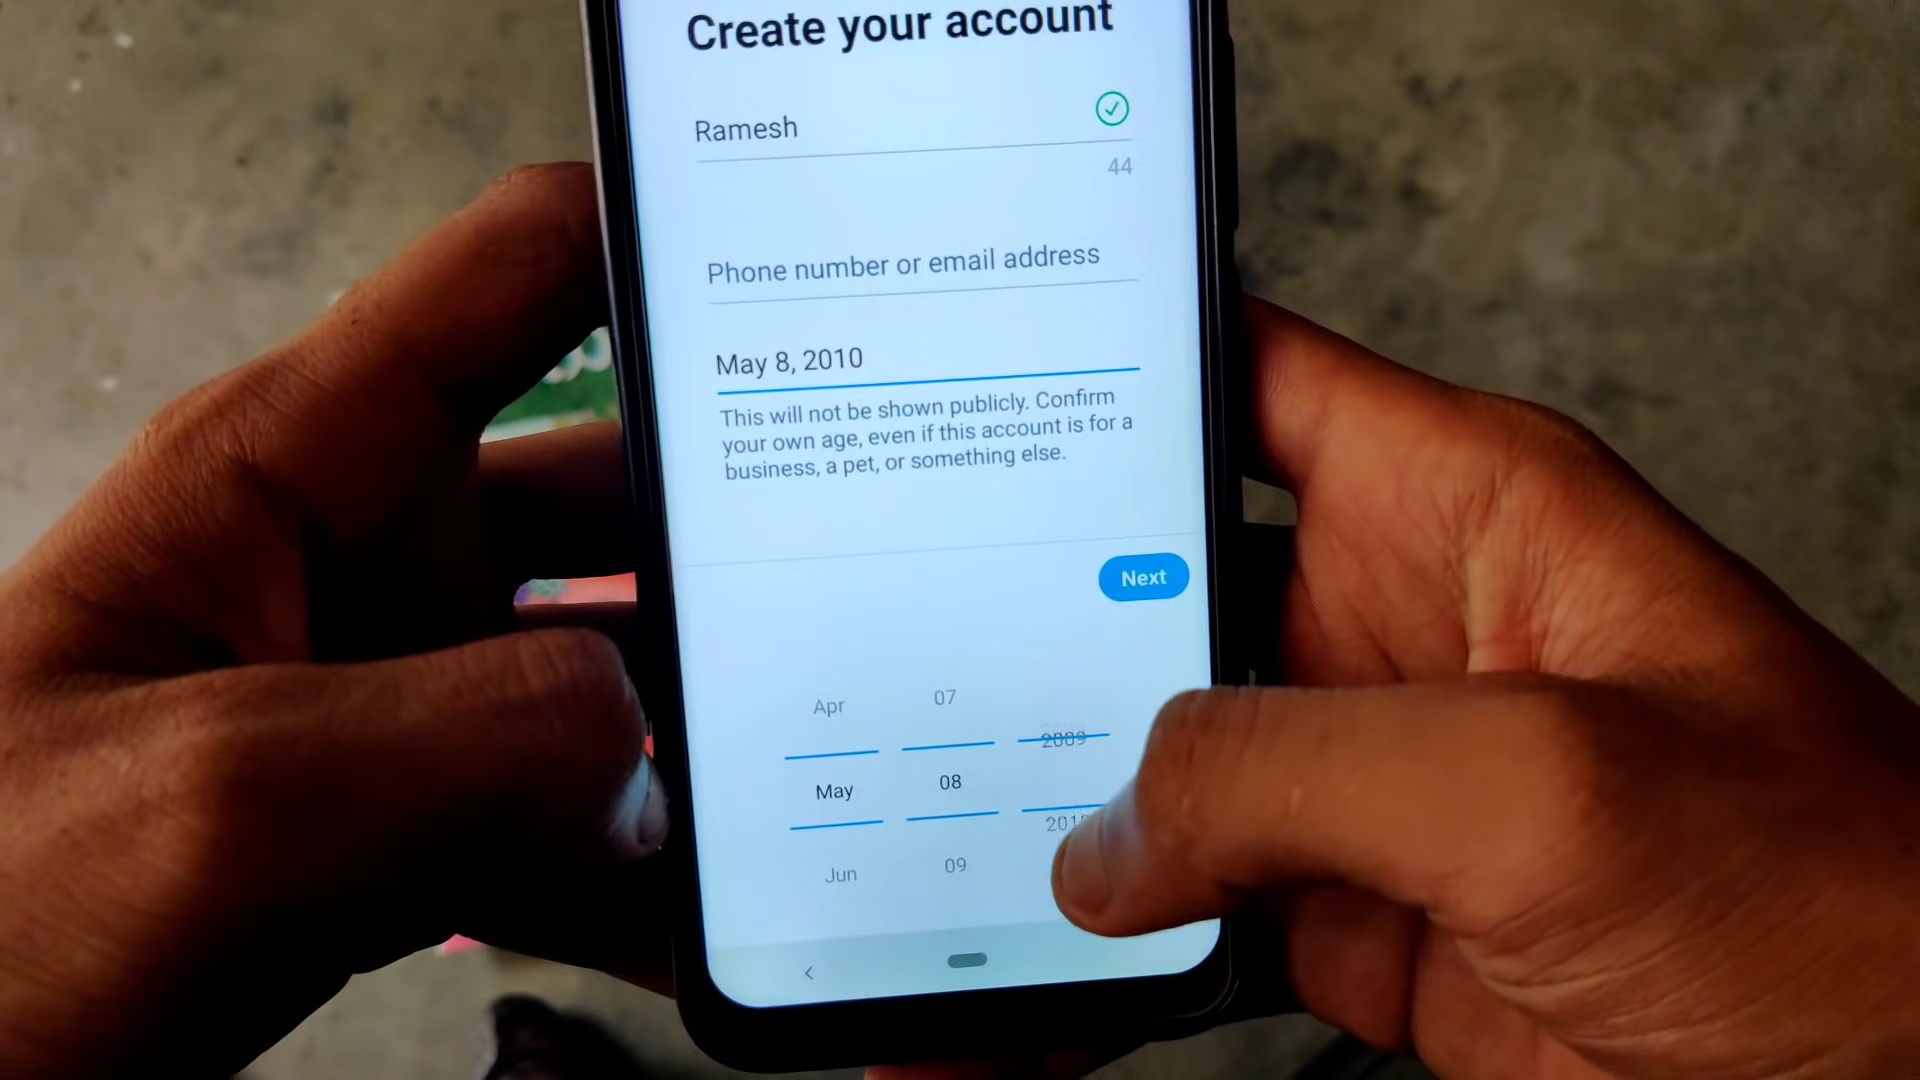 Create your account
Ramesh
44
Phone number or email address
May 8, 2010
This will not be shown publicly. Confirm
your own age, even if this account is for a
business, a pet, or something else.
Next
Apr 07 2009
May 08
Jun 09